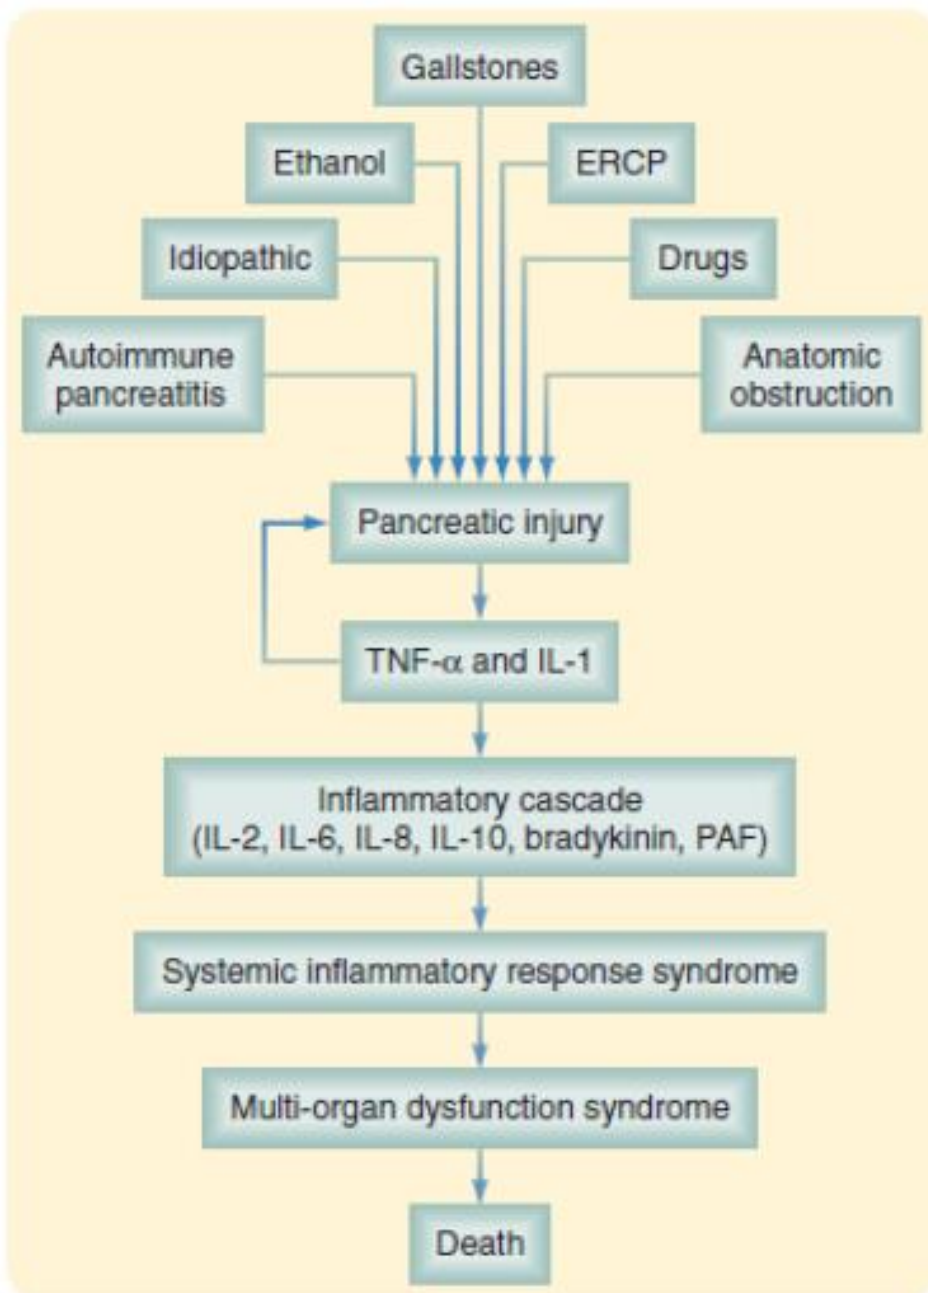 Gallstones
Ethanol
ERCP
Idiopathic
Drugs
Autoimmune
pancreatitis
Anatomic
obstruction
Pancreatic injury
TNF-α and IL-1
Inflammatory cascade
(IL-2, IL-6, IL-8, IL-10, bradykinin, PAF)
Systemic inflammatory response syndrome
Multi-organ dysfunction syndrome
Death